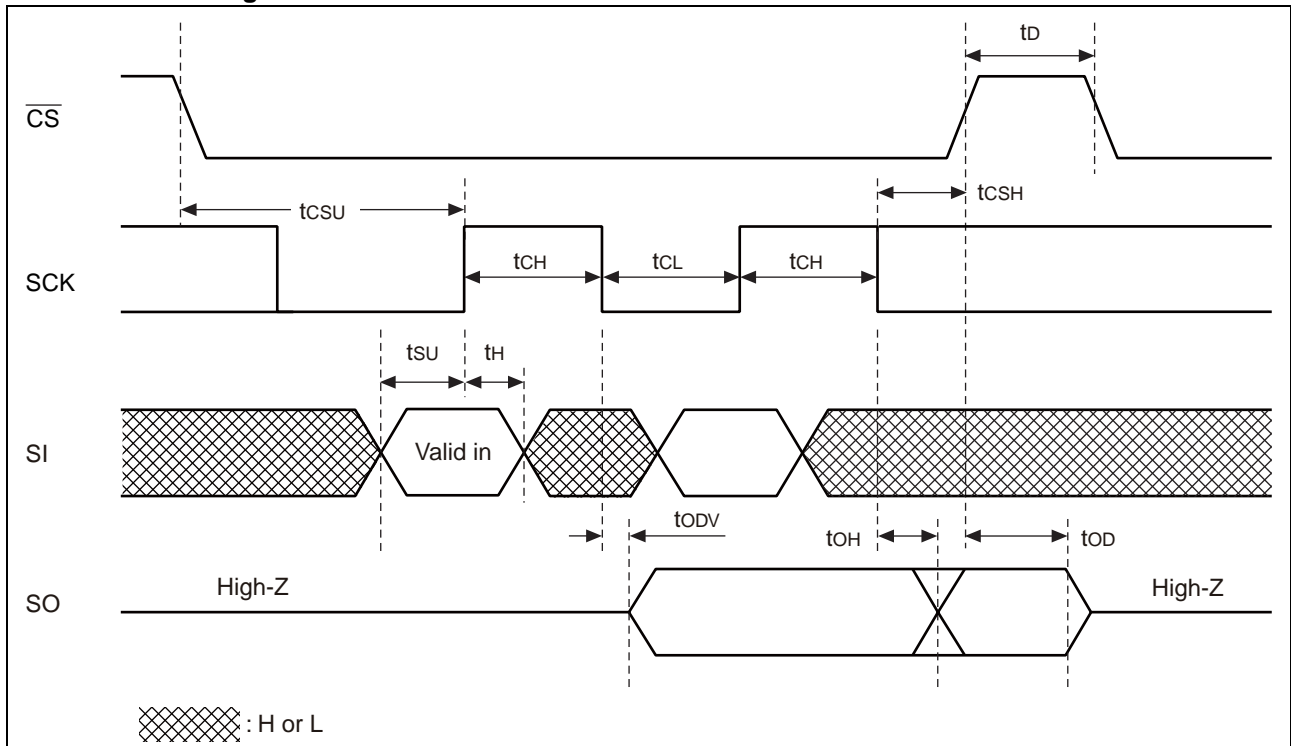 tD
CS
tCSH
tCSU
SCK
tCH
tCL
tCH
tSU
tH
SI
Valid in
tODV
tOH
tOD
SO
High-Z
High-Z
: H or L